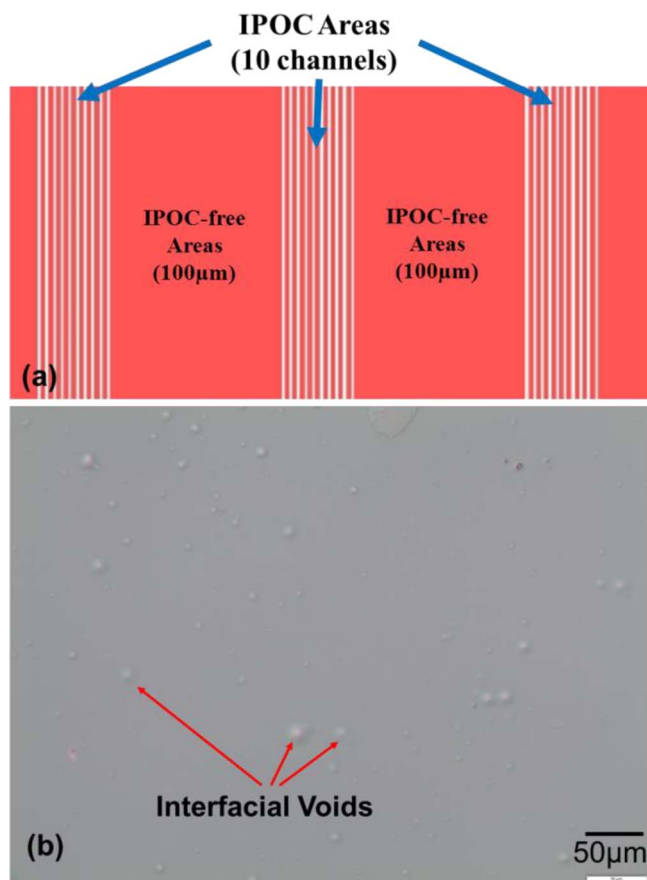 IPOC Areas
(10 channels)
IPOC-free
Areas
(100µm)
IPOC-free
Areas
(100µm)
(a)
Interfacial Voids
(b)
50µm